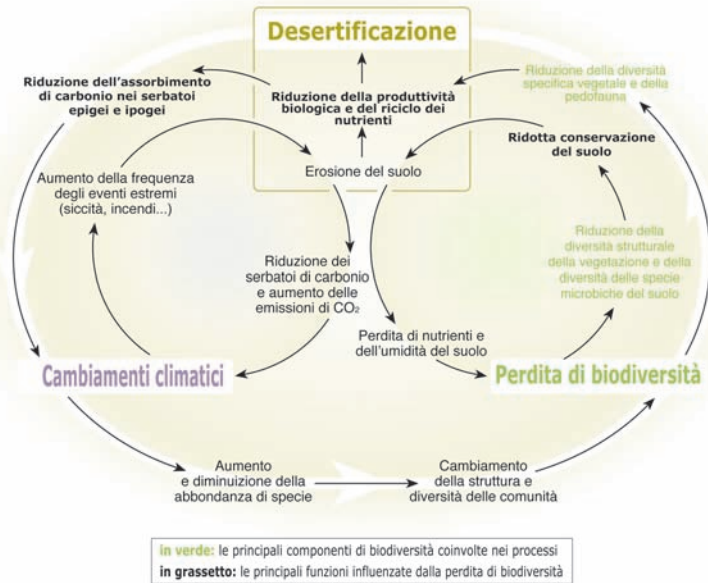 Desertificazione
Riduzione dell'assorbimento
di carbonio nei serbatoi
epigei e ipogei
Riduzione della produttività
biologica e del riciclo dei
nutrienti
Riduzione della diversità
specifica vegetale e della
pedofauna
Ridotta conservazione
del suolo
Aumento della frequenza
degli eventi estremi
(siccità, incendi...)
Erosione del suolo
Riduzione dei
serbatoi di carbonio
e aumento delle
emissioni di CO₂
Riduzione della
diversità strutturale
della vegetazione e della
diversità delle specie
microbiche del suolo
Perdita di nutrienti e
dell'umidità del suolo
Cambiamenti climatici
Perdita di biodiversità
Aumento
e diminuizione della
abbondanza di specie
Cambiamento
della struttura e
diversità delle comunità
in verde: le principali componenti di biodiversità coinvolte nei processi
in grassetto: le principali funzioni influenzate dalla perdita di biodiversità